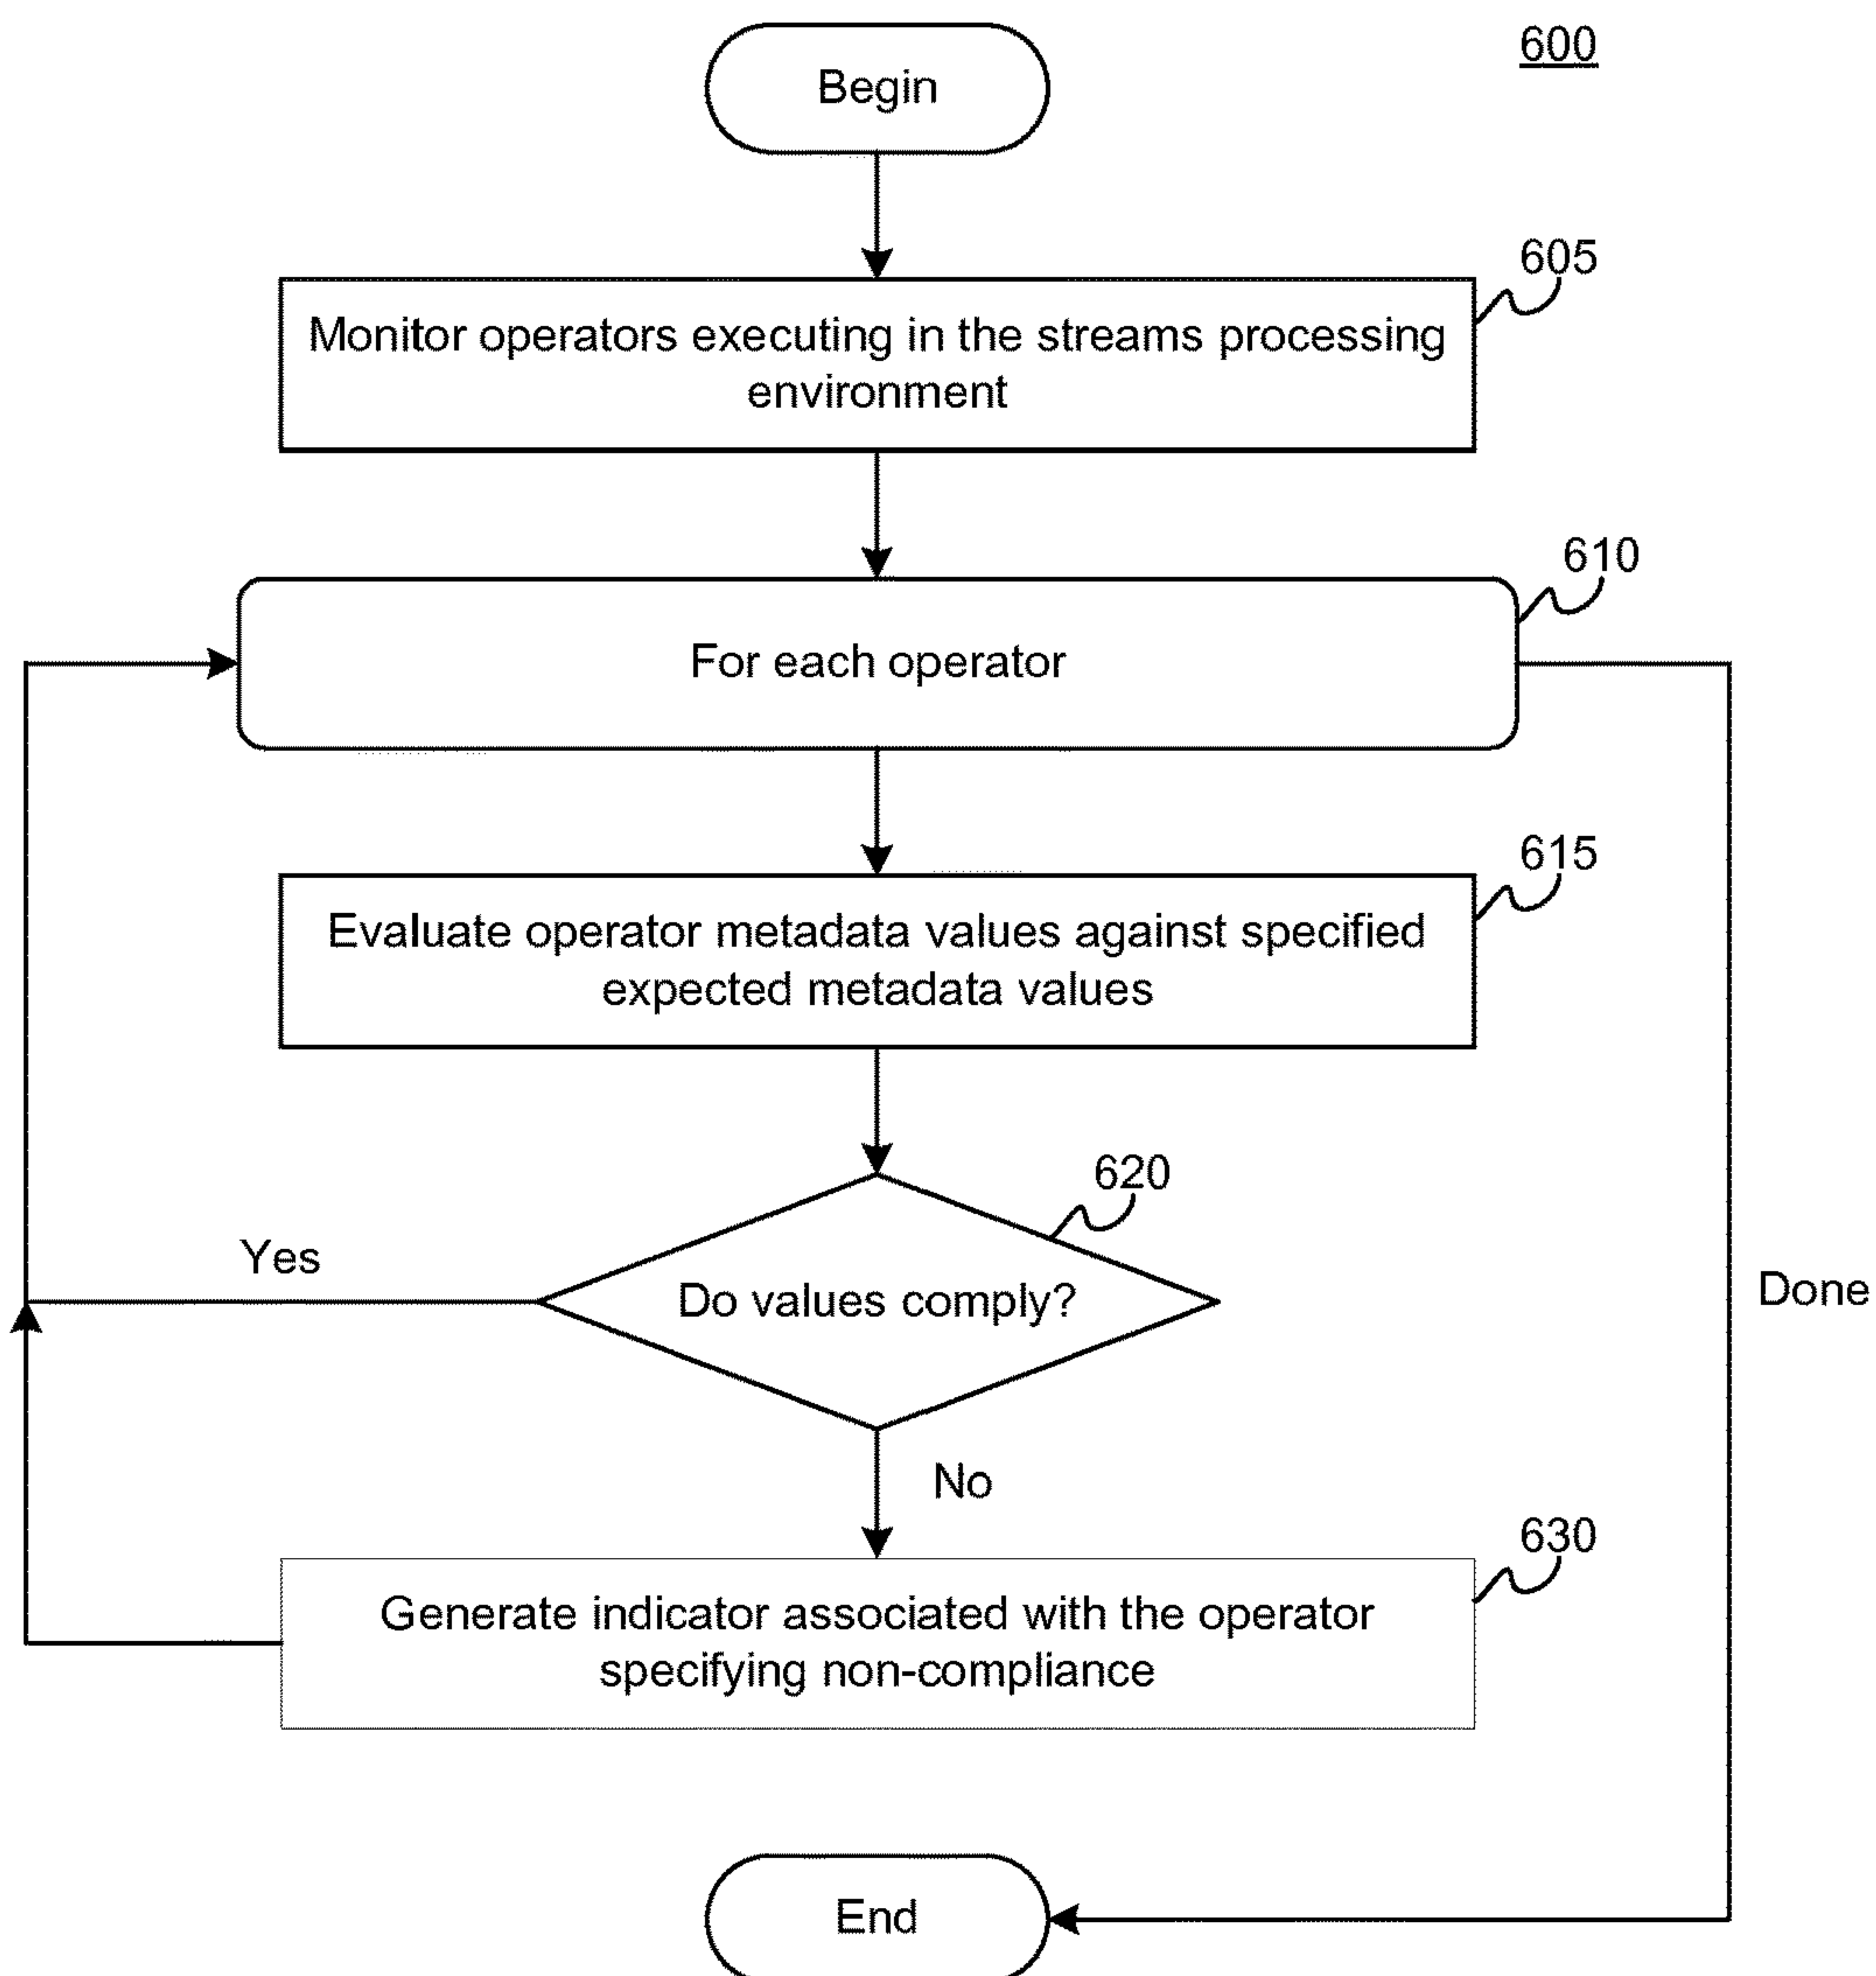 600
Begin
605
Monitor operators executing in the streams processing
environment
610
For each operator
615
Evaluate operator metadata values against specified
expected metadata values
620
Yes
Do values comply?
Done
No
630
Generate indicator associated with the operator
specifying non-compliance
End